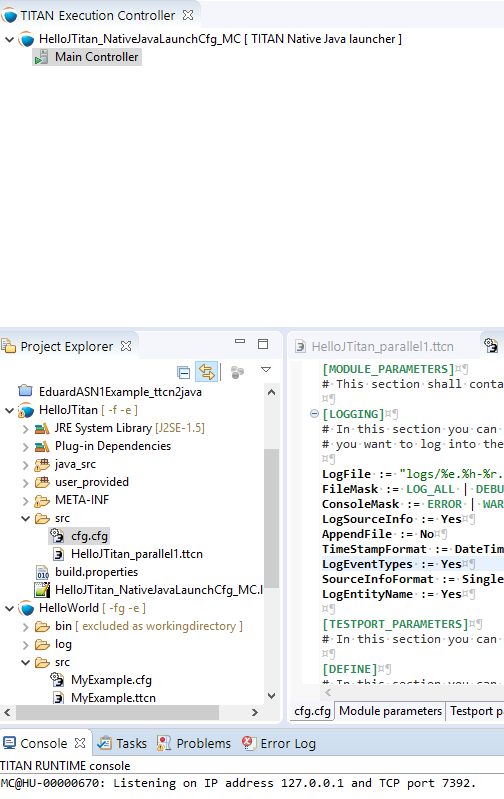 TITAN Execution Controller
HelloJTitan_NativeJavaLaunchCfg_MC [ TITAN Native Java launcher ]
Main Controller
Project Explorer
EduardASN1Example_ttcn2java
HelloJTitan [ -f -e ]
JRE System Library [J2SE-1.5]
Plug-in Dependencies
java_src
user_provided
META-INF
src
cfg.cfg
HelloJTitan_parallel1.ttcn
build.properties
HelloJTitan_NativeJavaLaunchCfg_MC.l
HelloWorld [ -fg -e ]
bin [ excluded as workingdirectory ]
log
src
MyExample.cfg
MyExample.ttcn
HelloJTitan_parallel1.ttcn
[MODULE_PARAMETERS]¤¶
# This section shall conta
¤¶
[LOGGING]¤¶
# In this section you can
# you want to log into the
¤¶
LogFile := "logs/%e.%h-%r.
FileMask := LOG_ALL | DEBU
ConsoleMask := ERROR | WAR
LogSourceInfo := Yes¤¶
AppendFile := No¤¶
TimeStampFormat := DateTim
LogEventTypes := Yes¤¶
SourceInfoFormat := Single
LogEntityName := Yes¤¶
¤¶
[TESTPORT_PARAMETERS]¤¶
# In this section you can
¤¶
[DEFINE]¤¶
# In this section you can
cfg.cfg Module parameters Testport p
Console Tasks Problems Error Log
TITAN RUNTIME console
MC@HU-00000670: Listening on IP address 127.0.0.1 and TCP port 7392.